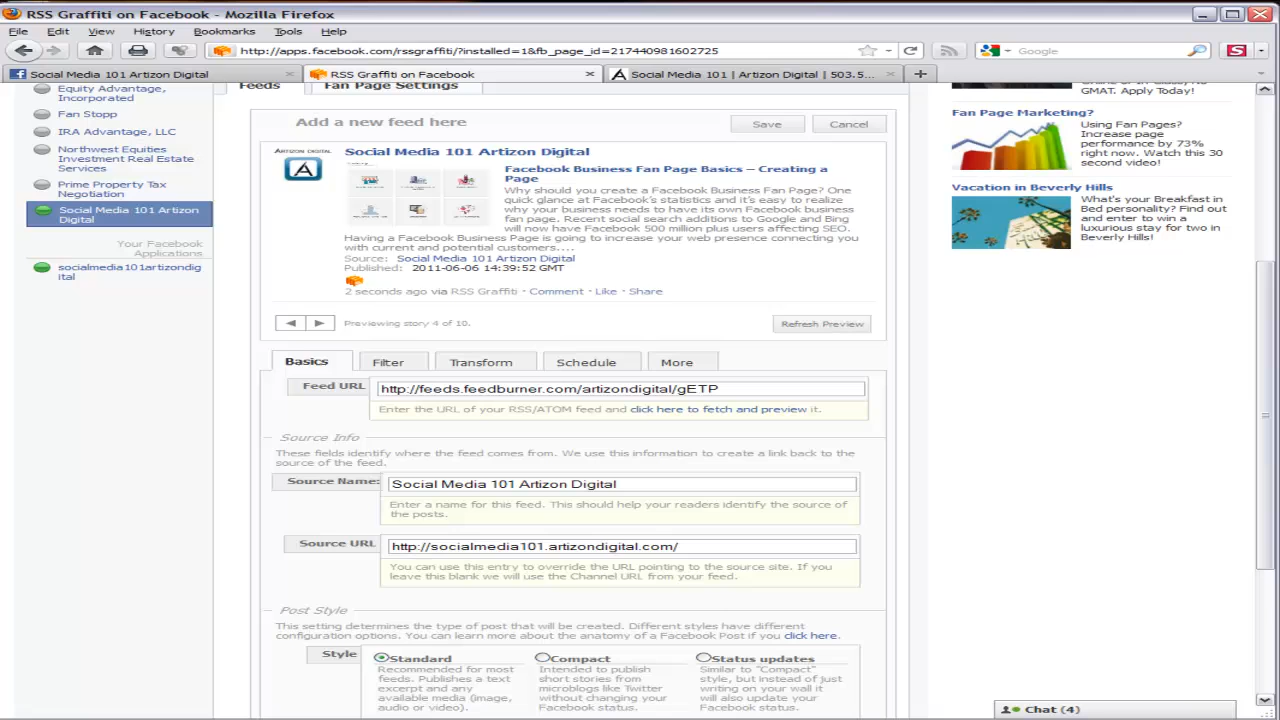 RSS Graffiti on Facebook - Mozilla Firefox
File Edit View History Bookmarks Tools Help
http://apps.facebook.com/rssgraffiti/?installed=1&fb_page_id=217440981602725
Google
Social Media 101 Artizon Digital
RSS Graffiti on Facebook
Social Media 101 | Artizon Digital | 503.5...
Equity Advantage,
Incorporated
Fan Stopp
IRA Advantage, LLC
Northwest Equities
Investment Real Estate
Services
Prime Property Tax
Negotiation
Social Media 101 Artizon
Digital
Your Facebook
Applications
socialmedia101artizondig
ital
Feeds
Fan Page Settings
Add a new feed here
Save
Cancel
ARTIZON DIGITAL
Social Media 101 Artizon Digital
Facebook Business Fan Page Basics – Creating a
Page
Why should you create a Facebook Business Fan Page? One
quick glance at Facebook's statistics and it's easy to realize
why your business needs to have its own Facebook business
fan page. Recent social search additions to Google and Bing
will now have Facebook 500 million plus users affecting SEO.
Having a Facebook Business Page is going to increase your web presence connecting you
with current and potential customers....
Source: Social Media 101 Artizon Digital
Published: 2011-06-06 14:39:52 GMT
2 seconds ago via RSS Graffiti · Comment · Like · Share
Previewing story 4 of 10.
Refresh Preview
Basics
Filter
Transform
Schedule
More
Feed URL
http://feeds.feedburner.com/artizondigital/gETP
Enter the URL of your RSS/ATOM feed and click here to fetch and preview it.
Source Info
These fields identify where the feed comes from. We use this information to create a link back to the
source of the feed.
Source Name:
Social Media 101 Artizon Digital
Enter a name for this feed. This should help your readers identify the source of
the posts.
Source URL
http://socialmedia101.artizondigital.com/
You can use this entry to override the URL pointing to the source site. If you
leave this blank we will use the Channel URL from your feed.
Post Style
This setting determines the type of post that will be created. Different styles have different
configuration options. You can learn more about the anatomy of a Facebook Post if you click here.
Style
Standard
Recommended for most
feeds. Publishes a text
excerpt and any
available media (image,
audio or video).
Compact
Intended to publish
short stories from
microblogs like Twitter
without changing your
Facebook status.
Status updates
Similar to "Compact"
style, but instead of just
writing on your wall it
will also update your
Facebook status.
GMAT. Apply Today!
Fan Page Marketing?
Using Fan Pages?
Increase page
performance by 73%
right now. Watch this 30
second video!
Vacation in Beverly Hills
What's your Breakfast in
Bed personality? Find out
and enter to win a
luxurious stay for two in
Beverly Hills!
Chat (4)